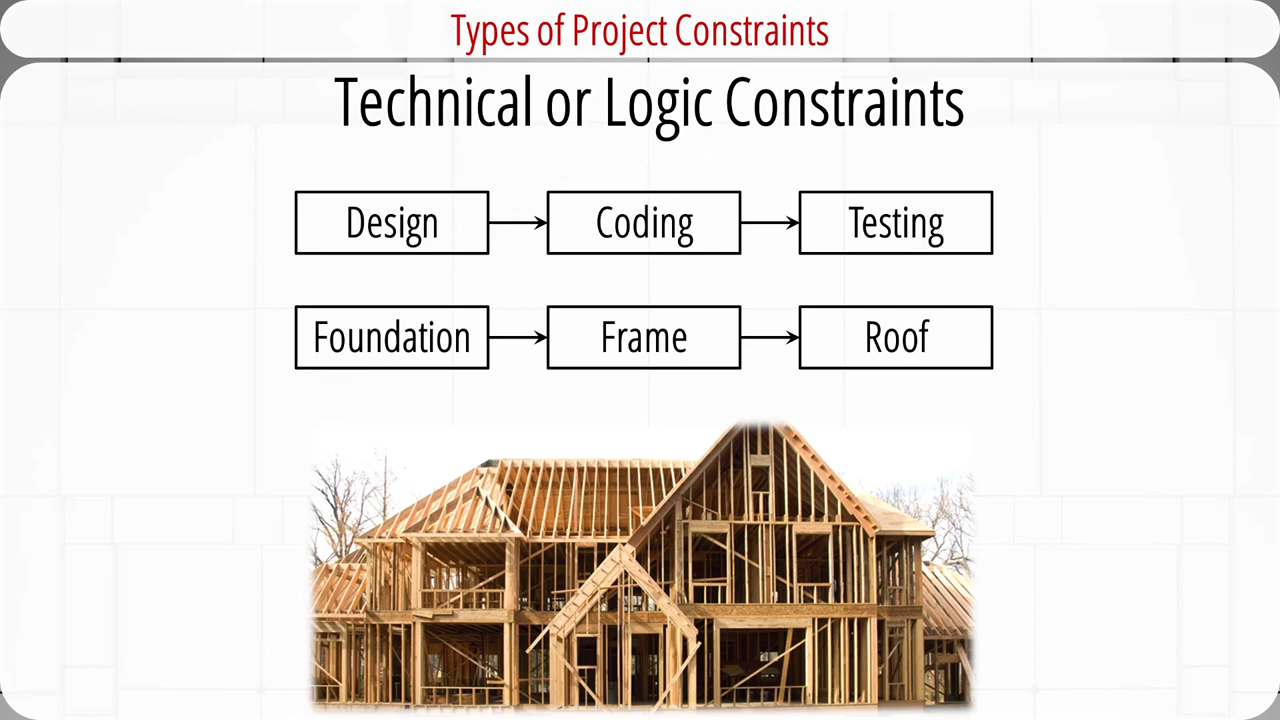 Types of Project Constraints
Technical or Logic Constraints
Design
Coding
Testing
Foundation
Frame
Roof